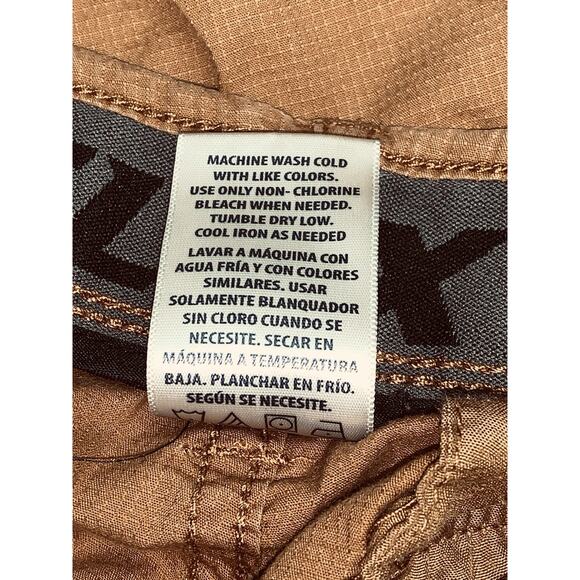 MACHINE WASH COLD
WITH LIKE COLORS.
USE ONLY NON- CHLORINE
BLEACH WHEN NEEDED.
TUMBLE DRY LOW.
COOL IRON AS NEEDED
LAVAR A MÁQUINA CON
AGUA FRÍA Y CON COLORES
SIMILARES. USAR
SOLAMENTE BLANQUADOR
SIN CLORO CUANDO SE
NECESITE. SECAR EN
MÁQUINA A TEMPERATURA
BAJA. PLANCHAR EN FRÍO.
SEGÚN SE NECESITE.